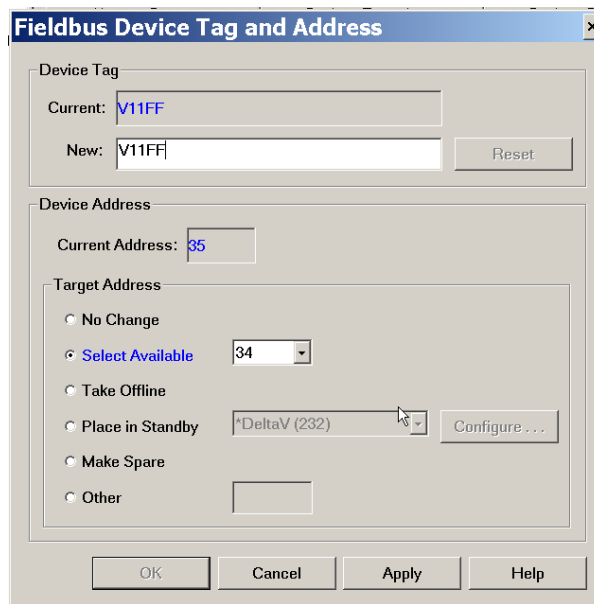 Fieldbus Device Tag and Address
Device Tag
Current: V11FF
New: V11FF Reset
Device Address
Current Address: 35
Target Address
No Change
Select Available 34
Take Offline
Place in Standby *DeltaV (232) Configure . . .
Make Spare
Other
OK Cancel Apply Help